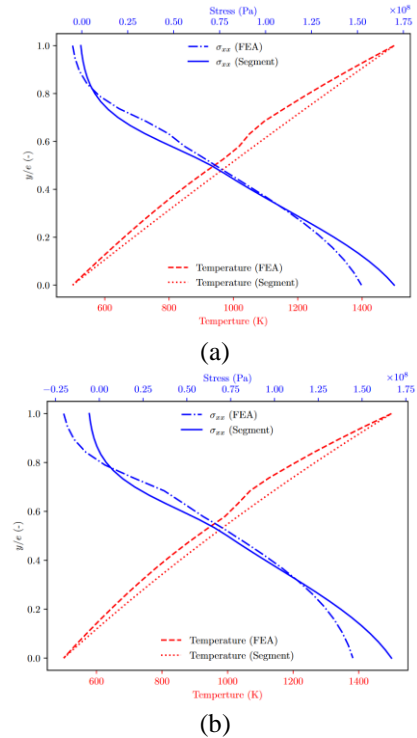 Stress (Pa)
×10⁸
0.00 0.25 0.50 0.75 1.00 1.25 1.50 1.75
σxx (FEA)
σxx (Segment)
1.0
0.8
0.6
0.4
0.2
0.0
y/e (-)
Temperature (FEA)
Temperature (Segment)
600 800 1000 1200 1400
Temperture (K)
(a)
Stress (Pa)
×10⁸
−0.25 0.00 0.25 0.50 0.75 1.00 1.25 1.50 1.75
σxx (FEA)
σxx (Segment)
1.0
0.8
0.6
0.4
0.2
0.0
y/e (-)
Temperature (FEA)
Temperature (Segment)
600 800 1000 1200 1400
Temperture (K)
(b)